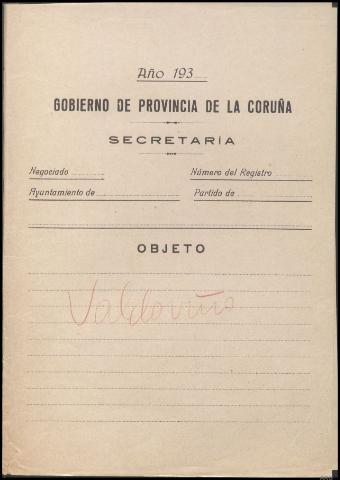 Año 193
GOBIERNO DE PROVINCIA DE LA CORUÑA
SECRETARÍA
Negociado Número del Registro
Ayuntamiento de Partido de
OBJETO
Valdoviño